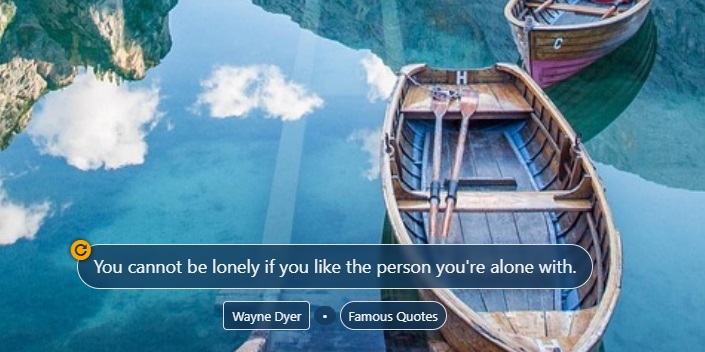 C
H
You cannot be lonely if you like the person you're alone with.
Wayne Dyer • Famous Quotes
H